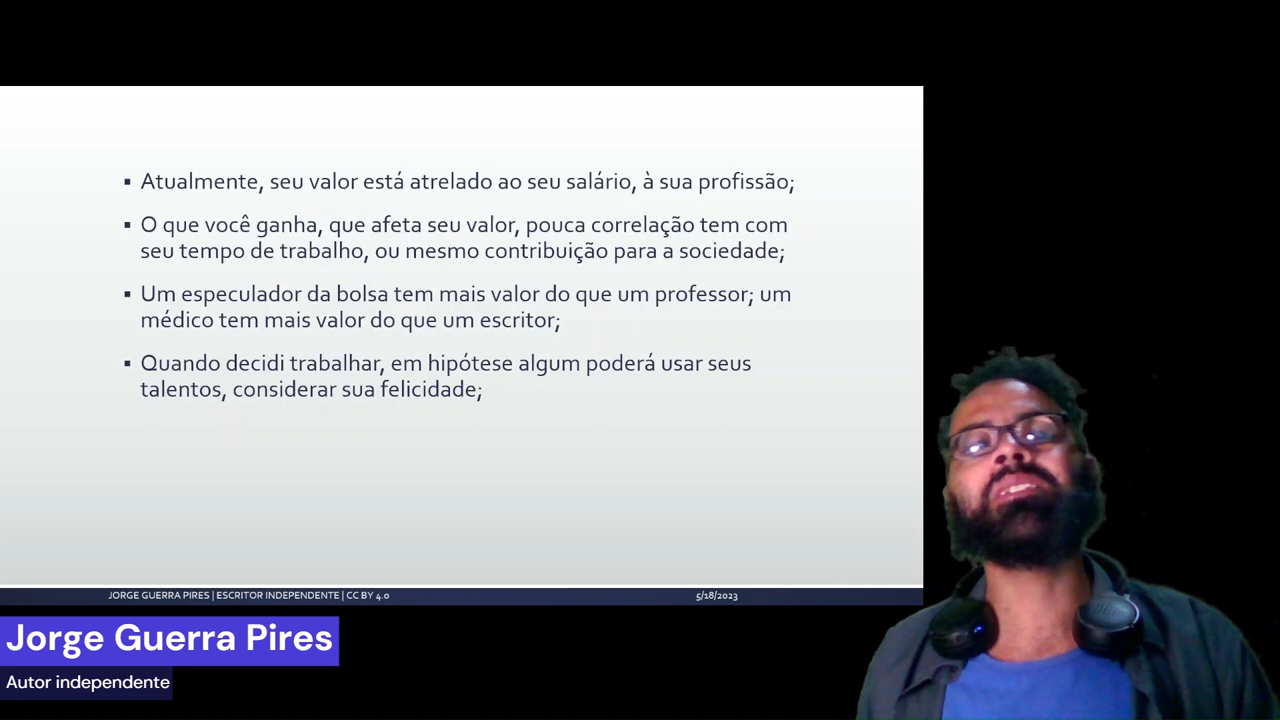 ▪ Atualmente, seu valor está atrelado ao seu salário, à sua profissão;
▪ O que você ganha, que afeta seu valor, pouca correlação tem com
seu tempo de trabalho, ou mesmo contribuição para a sociedade;
▪ Um especulador da bolsa tem mais valor do que um professor; um
médico tem mais valor do que um escritor;
▪ Quando decidi trabalhar, em hipótese algum poderá usar seus
talentos, considerar sua felicidade;
JORGE GUERRA PIRES | ESCRITOR INDEPENDENTE | CC BY 4.0
5/18/2023
Jorge Guerra Pires
Autor independente